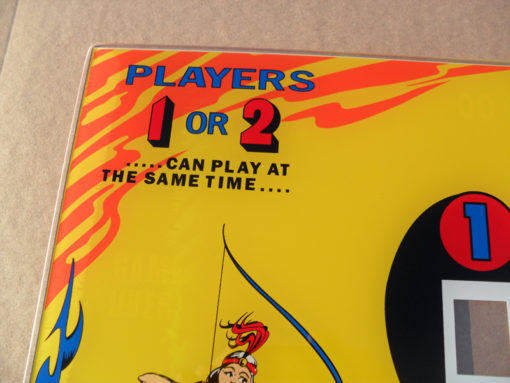 PLAYERS
1 OR 2
.....CAN PLAY AT
THE SAME TIME....
1